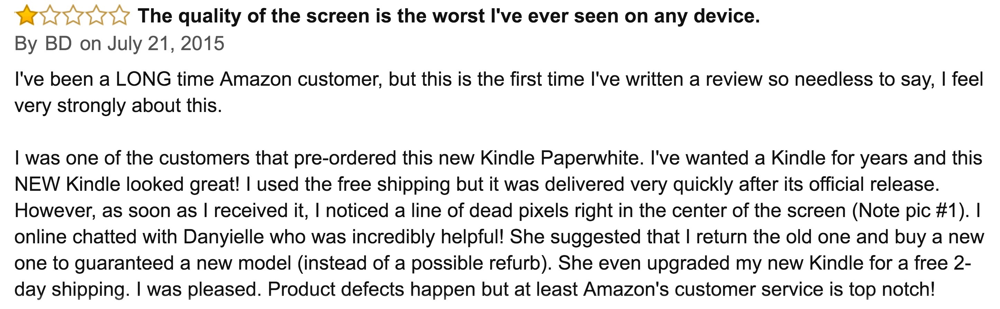 The quality of the screen is the worst I've ever seen on any device.
By BD on July 21, 2015
I've been a LONG time Amazon customer, but this is the first time I've written a review so needless to say, I feel
very strongly about this.
I was one of the customers that pre-ordered this new Kindle Paperwhite. I've wanted a Kindle for years and this
NEW Kindle looked great! I used the free shipping but it was delivered very quickly after its official release.
However, as soon as I received it, I noticed a line of dead pixels right in the center of the screen (Note pic #1). I
online chatted with Danyielle who was incredibly helpful! She suggested that I return the old one and buy a new
one to guaranteed a new model (instead of a possible refurb). She even upgraded my new Kindle for a free 2-
day shipping. I was pleased. Product defects happen but at least Amazon's customer service is top notch!